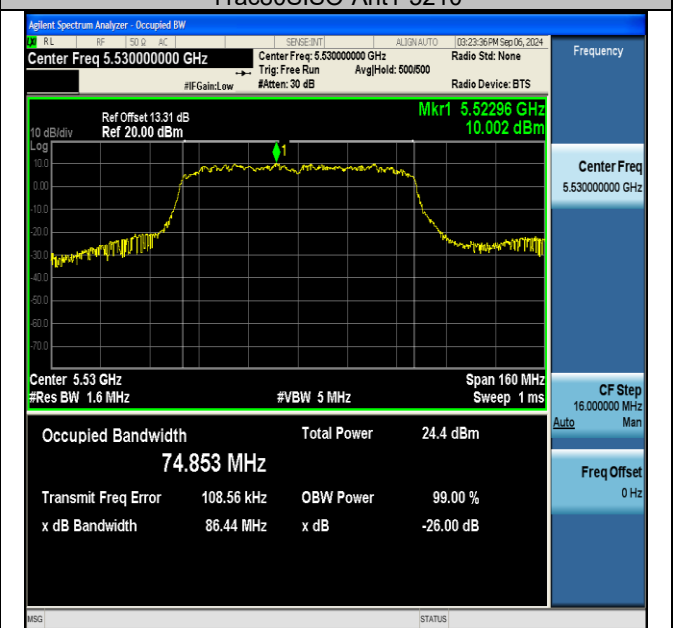 Agilent Spectrum Analyzer - Occupied BW
RL RF 50 Ω AC SENSE:INT ALIGN AUTO 03:23:36 PM Sep 06, 2024
Center Freq 5.530000000 GHz
Center Freq: 5.530000000 GHz
Radio Std: None
Trig: Free Run Avg|Hold: 500/500
#IFGain:Low #Atten: 30 dB Radio Device: BTS
Frequency
Mkr1 5.52296 GHz
10.002 dBm
Ref Offset 13.31 dB
10 dB/div Ref 20.00 dBm
Log
1
10.0
0.00
-10.0
-20.0
-30.0
-40.0
-50.0
-60.0
-70.0
Center 5.53 GHz Span 160 MHz
#Res BW 1.6 MHz #VBW 5 MHz Sweep 1 ms
Center Freq
5.530000000 GHz
CF Step
16.000000 MHz
Auto Man
Freq Offset
0 Hz
Occupied Bandwidth Total Power 24.4 dBm
74.853 MHz
Transmit Freq Error 108.56 kHz OBW Power 99.00 %
x dB Bandwidth 86.44 MHz x dB -26.00 dB
MSG STATUS